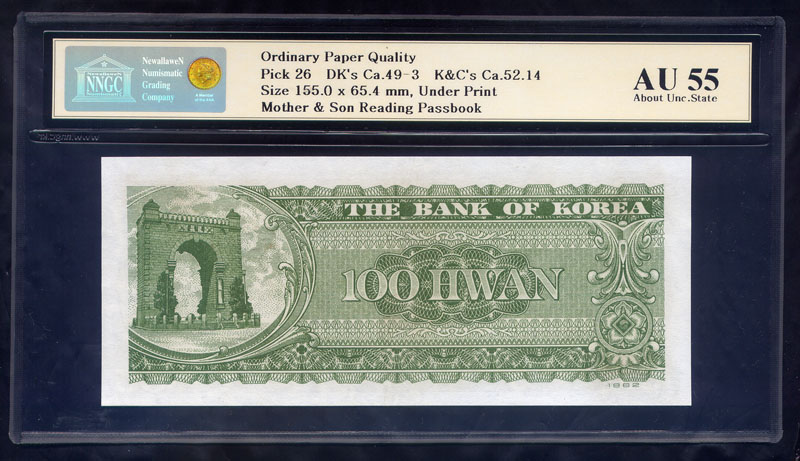 NNGC
NewallaweN
Numismatic
Grading
Company
Ordinary Paper Quality
Pick 26 DK's Ca.49-3 K&C's Ca.52.14
Size 155.0 x 65.4 mm, Under Print
Mother & Son Reading Passbook
AU 55
About Unc.State
THE BANK OF KOREA
100 HWAN
1962